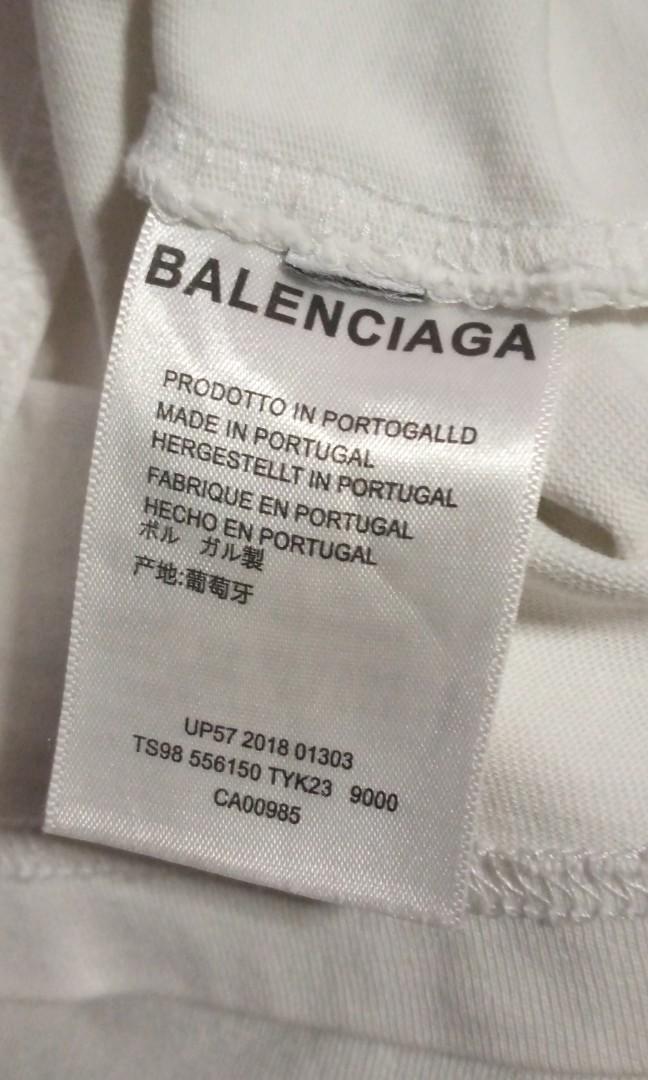 BALENCIAGA
PRODOTTO IN PORTOGALLD
MADE IN PORTUGAL
HERGESTELLT IN PORTUGAL
FABRIQUE EN PORTUGAL
HECHO EN PORTUGAL
ポル ガル製
产地:葡萄牙
UP57 2018 01303
TS98 556150 TYK23 9000
CA00985